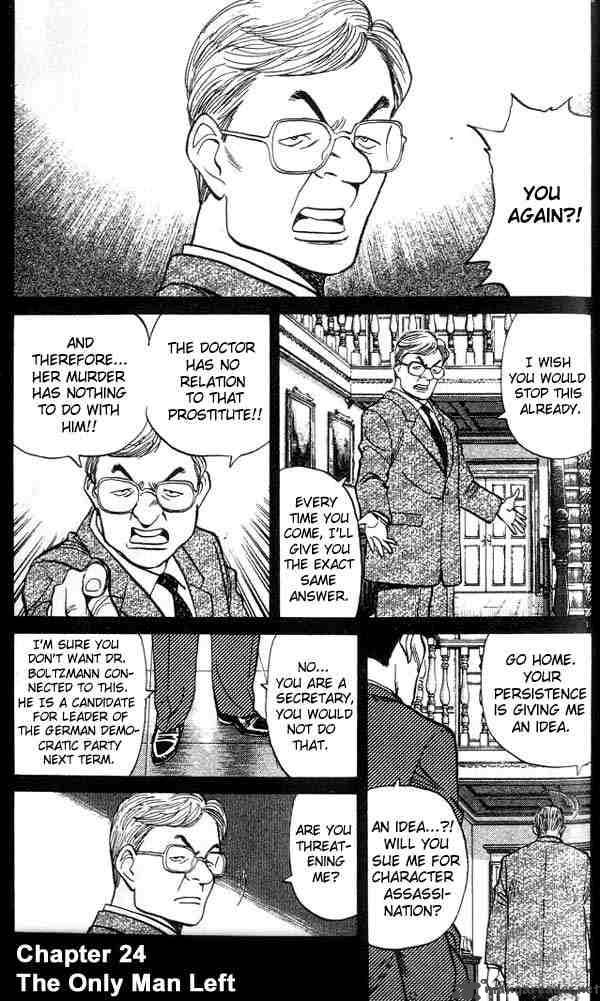 YOU
AGAIN?!
I WISH
YOU WOULD
STOP THIS
ALREADY.
EVERY
TIME YOU
COME, I'LL
GIVE YOU
THE EXACT
SAME
ANSWER.
THE DOCTOR
HAS NO
RELATION
TO THAT
PROSTITUTE!!
AND
THEREFORE...
HER MURDER
HAS NOTHING
TO DO WITH
HIM!!
GO HOME.
YOUR
PERSISTENCE
IS GIVING ME
AN IDEA.
AN IDEA...?!
WILL YOU
SUE ME FOR
CHARACTER
ASSASSI-
NATION?
NO...
YOU ARE A
SECRETARY,
YOU WOULD
NOT DO
THAT.
I'M SURE YOU
DON'T WANT DR.
BOLTZMANN CON-
NECTED TO THIS.
HE IS A CANDIDATE
FOR LEADER OF
THE GERMAN DEMO-
CRATIC PARTY
NEXT TERM.
ARE YOU
THREAT-
ENING
ME?
Chapter 24
The Only Man Left